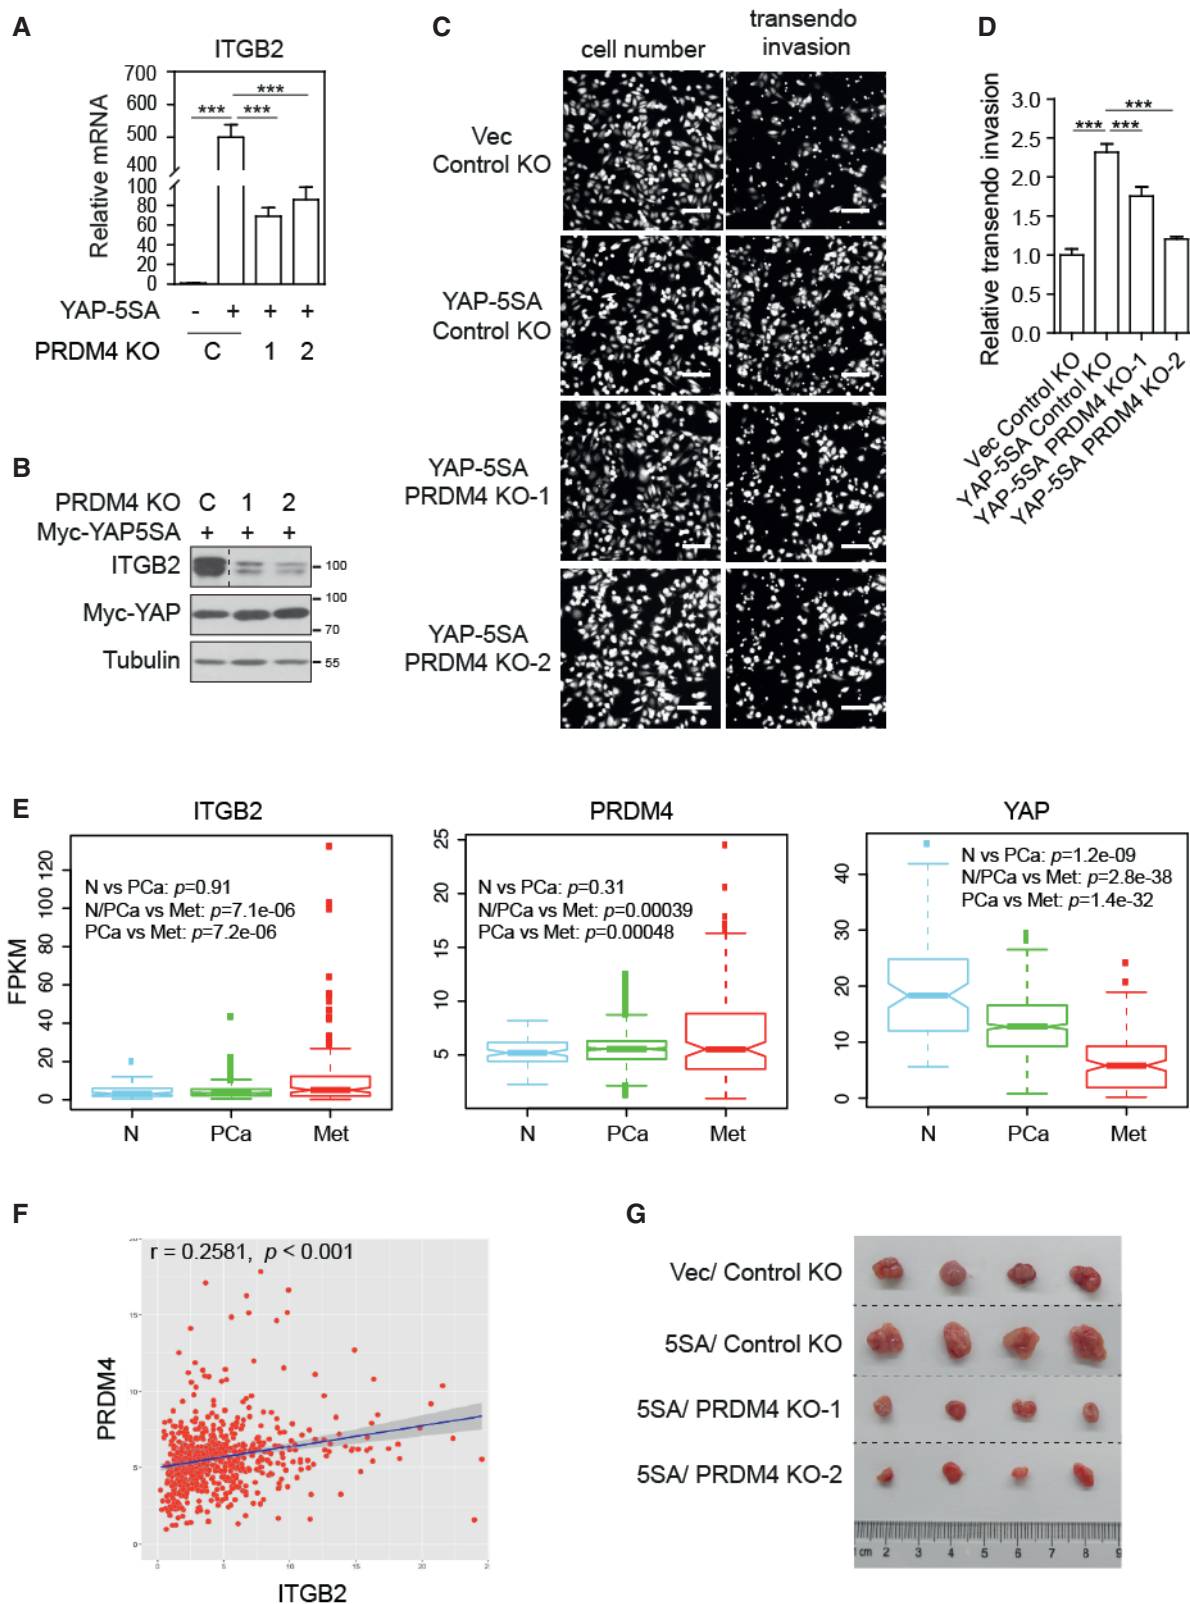 A
ITGB2
Relative mRNA
700
600
500
400
100
80
60
40
20
0
*** *** ***
YAP-5SA - + + +
PRDM4 KO C 1 2
B
PRDM4 KO C 1 2
Myc-YAP5SA + + +
ITGB2 100
Myc-YAP 100
70
Tubulin 55
C
cell number
transendo
invasion
Vec
Control KO
YAP-5SA
Control KO
YAP-5SA
PRDM4 KO-1
YAP-5SA
PRDM4 KO-2
D
Relative transendo invasion
3.0
2.5
2.0
1.5
1.0
0.5
0.0
*** *** ***
Vec Control KO
YAP-5SA Control KO
YAP-5SA PRDM4 KO-1
YAP-5SA PRDM4 KO-2
E
ITGB2
FPKM
120
100
80
60
40
20
0
N vs PCa: p=0.91
N/PCa vs Met: p=7.1e-06
PCa vs Met: p=7.2e-06
N PCa Met
PRDM4
25
20
15
10
5
N vs PCa: p=0.31
N/PCa vs Met: p=0.00039
PCa vs Met: p=0.00048
N PCa Met
YAP
40
30
20
10
0
N vs PCa: p=1.2e-09
N/PCa vs Met: p=2.8e-38
PCa vs Met: p=1.4e-32
N PCa Met
F
r = 0.2581, p < 0.001
PRDM4
15
10
5
0
0 5 10 15 20
ITGB2
G
Vec/ Control KO
5SA/ Control KO
5SA/ PRDM4 KO-1
5SA/ PRDM4 KO-2
1 cm 2 3 4 5 6 7 8 9